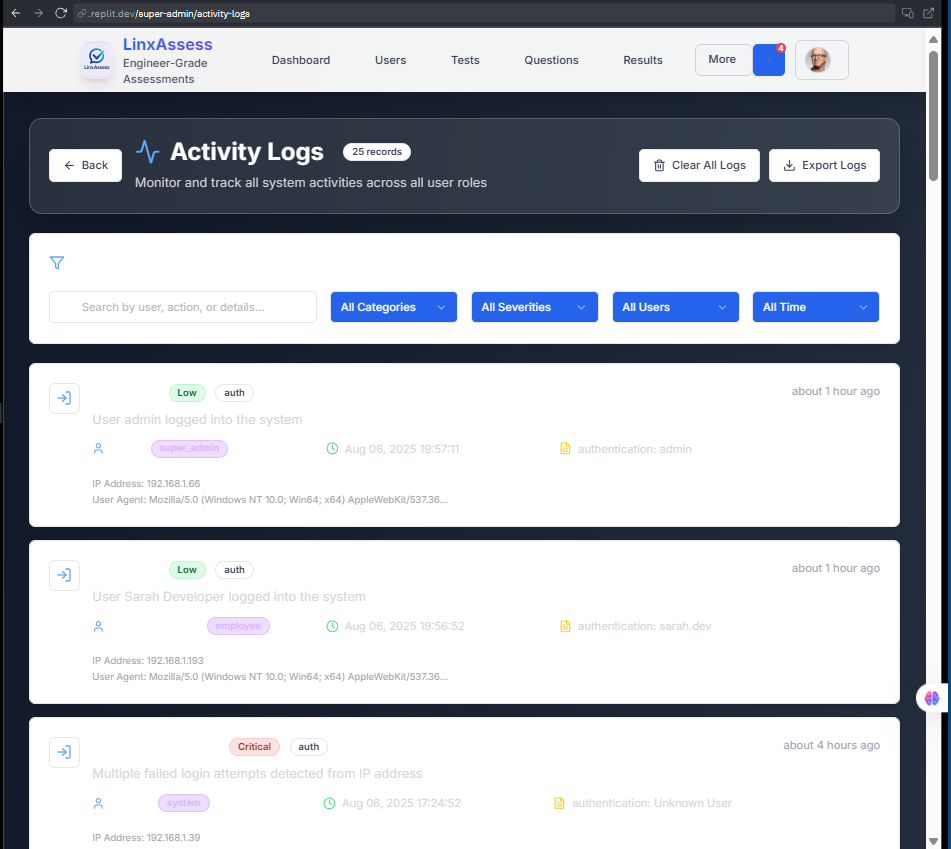 .replit.dev/super-admin/activity-logs
LinxAssess
Engineer-Grade
Assessments
LinxAssess
Dashboard
Users
Tests
Questions
Results
More
4
Back
Activity Logs
25 records
Monitor and track all system activities across all user roles
Clear All Logs
Export Logs
Search by user, action, or details...
All Categories
All Severities
All Users
All Time
Low
auth
about 1 hour ago
User admin logged into the system
super_admin
Aug 06, 2025 19:57:11
authentication: admin
IP Address: 192.168.1.66
User Agent: Mozilla/5.0 (Windows NT 10.0; Win64; x64) AppleWebKit/537.36...
Low
auth
about 1 hour ago
User Sarah Developer logged into the system
employee
Aug 06, 2025 19:56:52
authentication: sarah.dev
IP Address: 192.168.1.193
User Agent: Mozilla/5.0 (Windows NT 10.0; Win64; x64) AppleWebKit/537.36...
Critical
auth
about 4 hours ago
Multiple failed login attempts detected from IP address
system
Aug 06, 2025 17:24:52
authentication: Unknown User
IP Address: 192.168.1.39